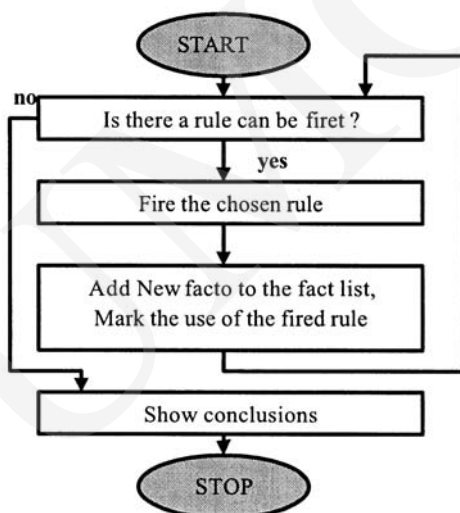 START
no
Is there a rule can be firet ?
yes
Fire the chosen rule
Add New facto to the fact list,
Mark the use of the fired rule
Show conclusions
STOP